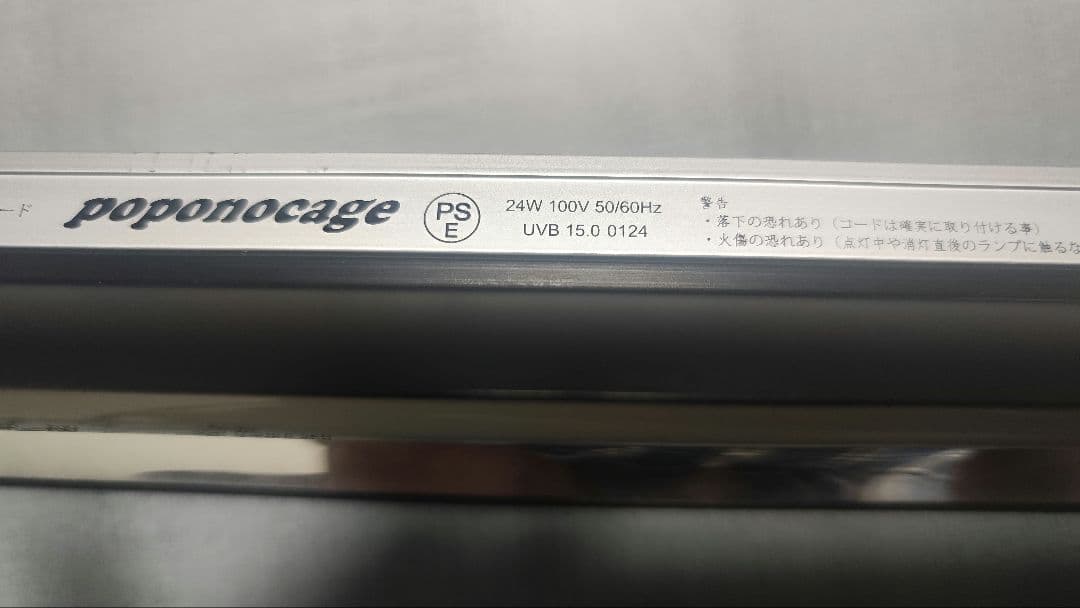 ード
poponocage
PS
E
24W 100V 50/60Hz
UVB 15.0 0124
警告
・落下の恐れあり（コードは確実に取り付ける事）
・火傷の恐れあり（点灯中や消灯直後のランプに触るな